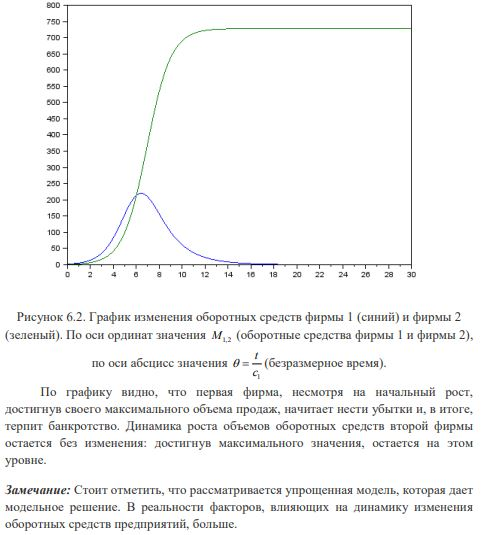 800
750
700
650
600
550
500
450
400
350
300
250
200
150
100
50
0
0 2 4 6 8 10 12 14 16 18 20 22 24 26 28 30
Рисунок 6.2. График изменения оборотных средств фирмы 1 (синий) и фирмы 2
(зеленый). По оси ординат значения M1,2 (оборотные средства фирмы 1 и фирмы 2),
по оси абсцисс значения θ = t/c1 (безразмерное время).
По графику видно, что первая фирма, несмотря на начальный рост,
достигнув своего максимального объема продаж, начитает нести убытки и, в итоге,
терпит банкротство. Динамика роста объемов оборотных средств второй фирмы
остается без изменения: достигнув максимального значения, остается на этом
уровне.
Замечание: Стоит отметить, что рассматривается упрощенная модель, которая дает
модельное решение. В реальности факторов, влияющих на динамику изменения
оборотных средств предприятий, больше.